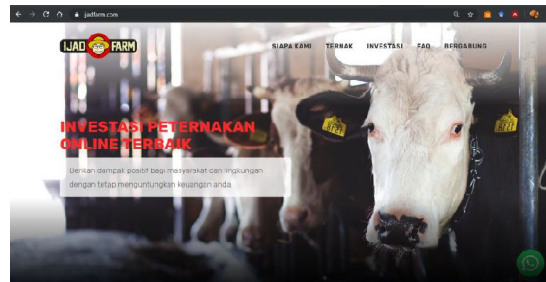 jadfarm.com
IJAD FARM
SIAPA KAMI TERNAK INVESTASI FAQ BERGABUNG
INVESTASI PETERNAKAN
ONLINE TERBAIK
Berikan dampak positif bagi masyarakat dan lingkungan
dengan tetap menguntungkan keuangan anda